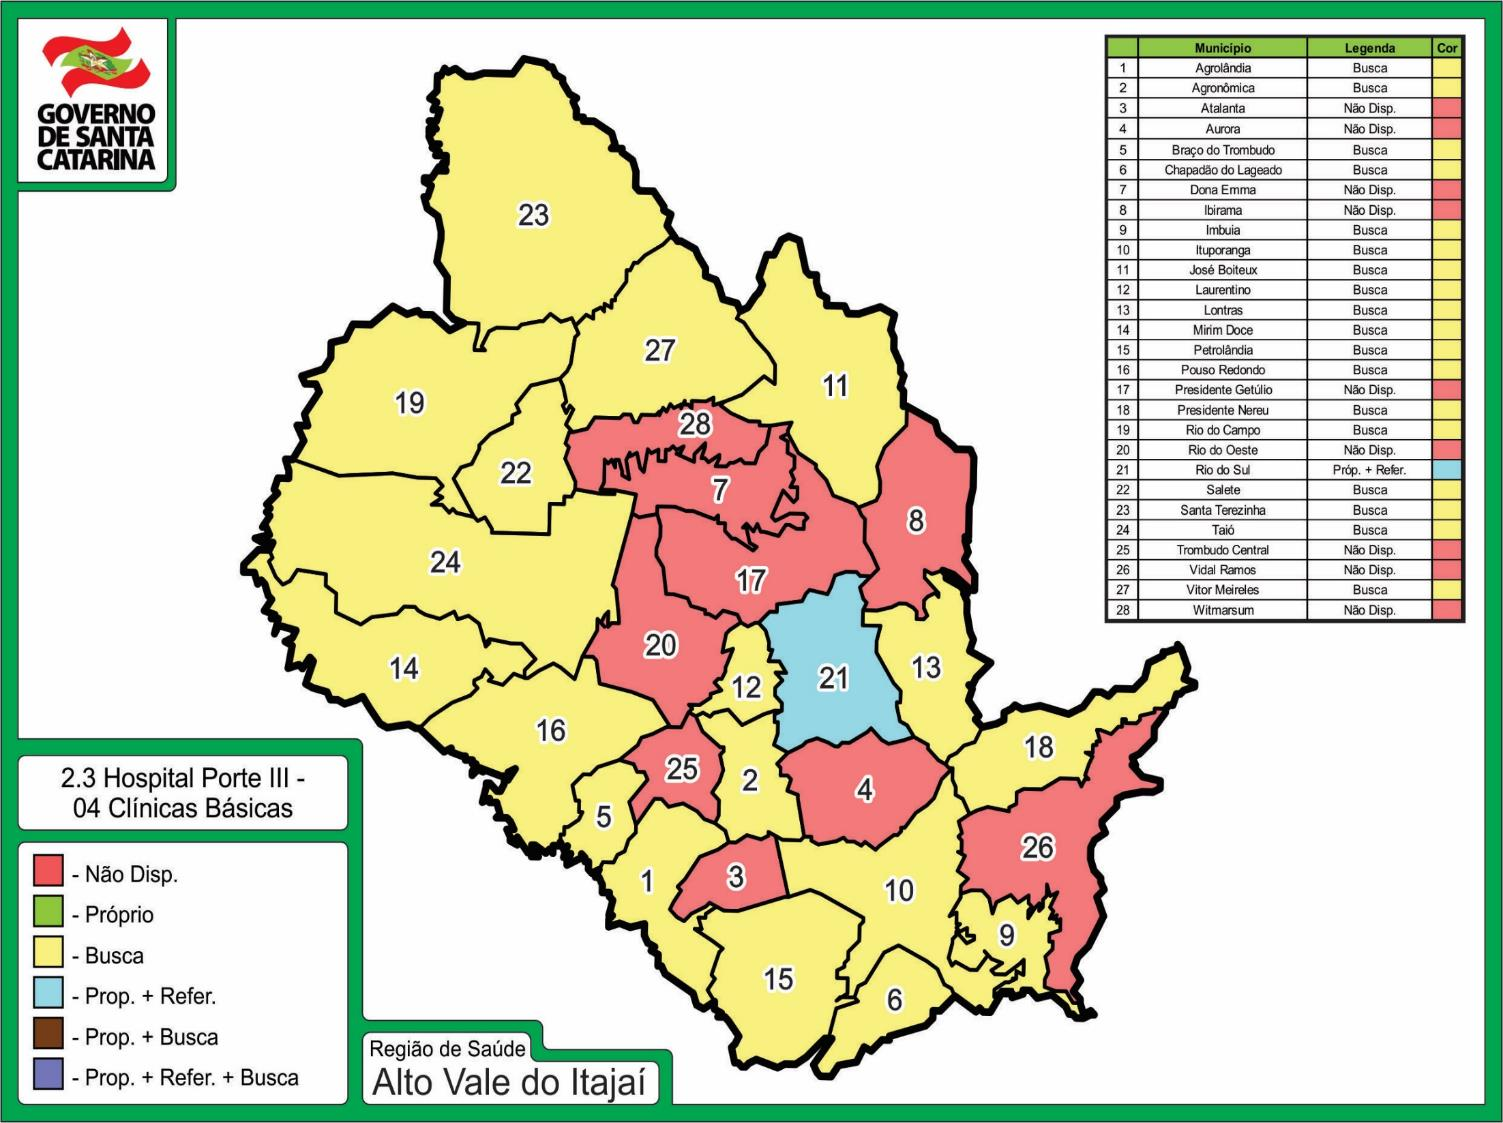 GOVERNO
DE SANTA
CATARINA
Município Legenda Cor
1 Agrolândia Busca
2 Agronômica Busca
3 Atalanta Não Disp.
4 Aurora Não Disp.
5 Braço do Trombudo Busca
6 Chapadão do Lageado Busca
7 Dona Emma Não Disp.
8 Ibirama Não Disp.
9 Imbuia Busca
10 Ituporanga Busca
11 José Boiteux Busca
12 Laurentino Busca
13 Lontras Busca
14 Mirim Doce Busca
15 Petrolândia Busca
16 Pouso Redondo Busca
17 Presidente Getúlio Não Disp.
18 Presidente Nereu Busca
19 Rio do Campo Busca
20 Rio do Oeste Não Disp.
21 Rio do Sul Próp. + Refer.
22 Salete Busca
23 Santa Terezinha Busca
24 Taió Busca
25 Trombudo Central Não Disp.
26 Vidal Ramos Não Disp.
27 Vitor Meireles Busca
28 Witmarsum Não Disp.
23
27
11
19
28
22
7
8
24
17
20
14
12
21
13
16
18
25
2
4
5
26
3
1
10
9
15
6
2.3 Hospital Porte III -
04 Clínicas Básicas
- Não Disp.
- Próprio
- Busca
- Prop. + Refer.
- Prop. + Busca
- Prop. + Refer. + Busca
Região de Saúde
Alto Vale do Itajaí